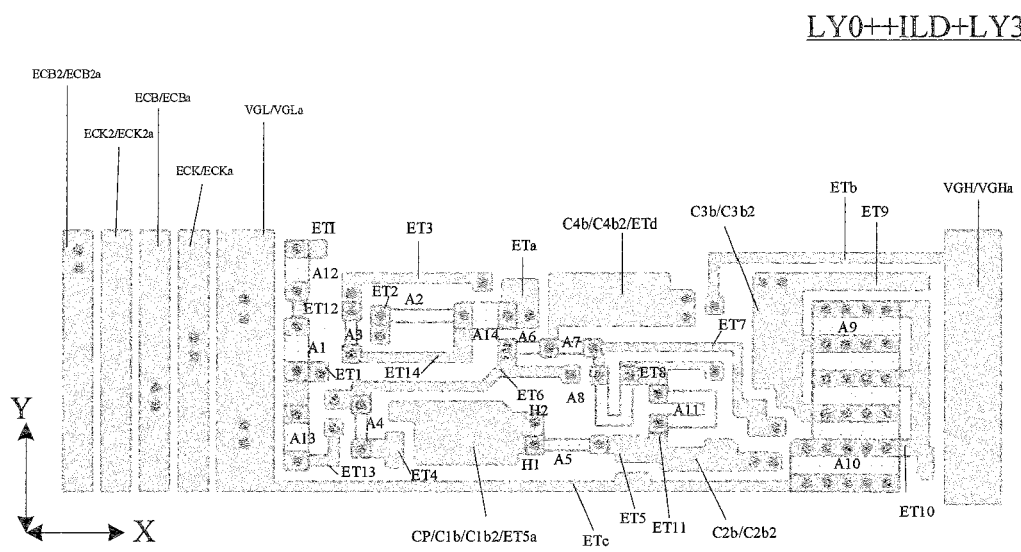 LY0++ILD+LY3
ECB2/ECB2a
ECB/ECBa
VGL/VGLa
ECK2/ECK2a
ECK/ECKa
ETb
VGH/VGHa
C3b/C3b2
ET9
ET1
ET3
C4b/C4b2/ETd
ETa
A12
ET2
A2
ET12
A9
A3
A14
A6
ET7
A7
A1
ET1
ET14
ET8
ET6
A8
H2
A11
Y
A4
A13
H1
A5
A10
ET13
ET4
ET5
ET11
ET10
X
CP/C1b/C1b2/ET5a
ETc
C2b/C2b2